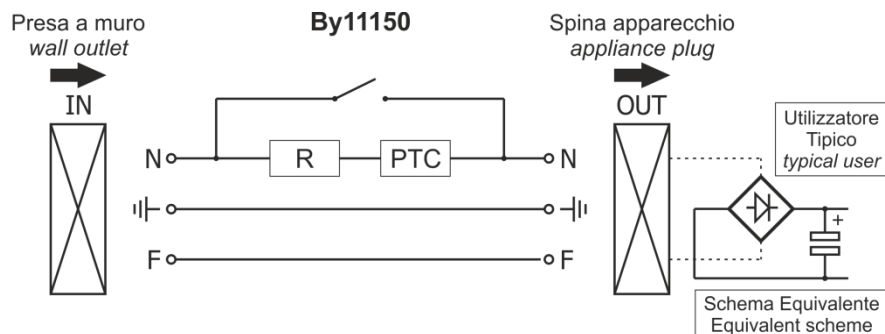 Presa a muro
wall outlet
By11150
Spina apparecchio
appliance plug
IN
OUT
Utilizzatore
Tipico
typical user
N
R
PTC
N
F
F
+
Schema Equivalente
Equivalent scheme